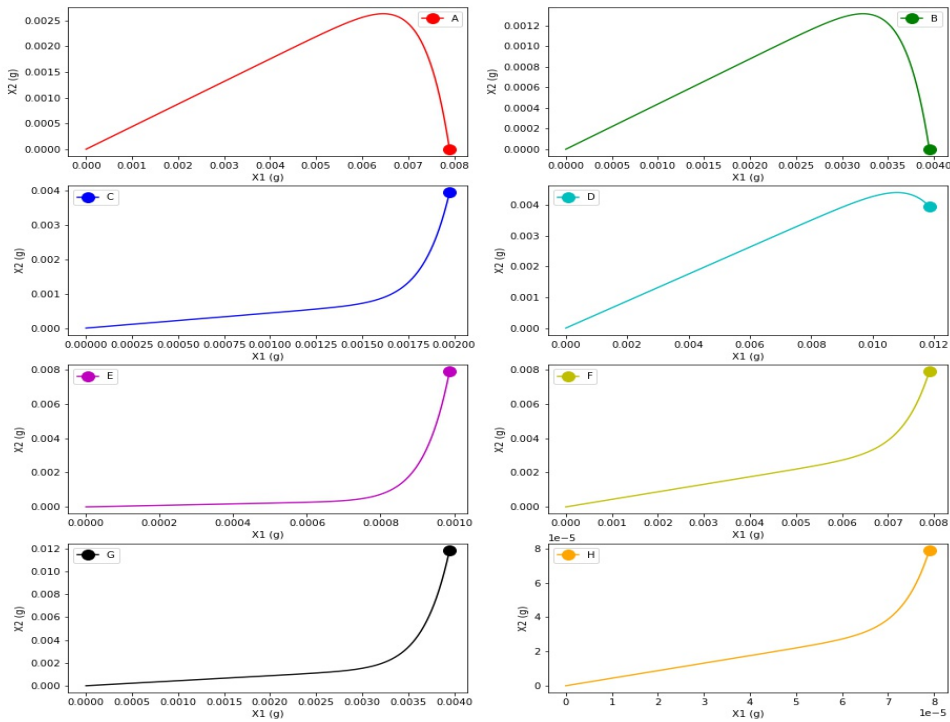 A
X2 (g)
0.0025
0.0020
0.0015
0.0010
0.0005
0.0000
0.000 0.001 0.002 0.003 0.004 0.005 0.006 0.007 0.008
X1 (g)
B
X2 (g)
0.0012
0.0010
0.0008
0.0006
0.0004
0.0002
0.0000
0.0000 0.0005 0.0010 0.0015 0.0020 0.0025 0.0030 0.0035 0.0040
X1 (g)
C
X2 (g)
0.004
0.003
0.002
0.001
0.000
0.00000 0.00025 0.00050 0.00075 0.00100 0.00125 0.00150 0.00175 0.00200
X1 (g)
D
X2 (g)
0.004
0.003
0.002
0.001
0.000
0.000 0.002 0.004 0.006 0.008 0.010 0.012
X1 (g)
E
X2 (g)
0.008
0.006
0.004
0.002
0.000
0.0000 0.0002 0.0004 0.0006 0.0008 0.0010
X1 (g)
F
X2 (g)
0.008
0.006
0.004
0.002
0.000
0.000 0.001 0.002 0.003 0.004 0.005 0.006 0.007 0.008
X1 (g)
G
X2 (g)
0.012
0.010
0.008
0.006
0.004
0.002
0.000
0.0000 0.0005 0.0010 0.0015 0.0020 0.0025 0.0030 0.0035 0.0040
X1 (g)
1e−5
H
X2 (g)
8
6
4
2
0
0 1 2 3 4 5 6 7 8
X1 (g)
1e−5